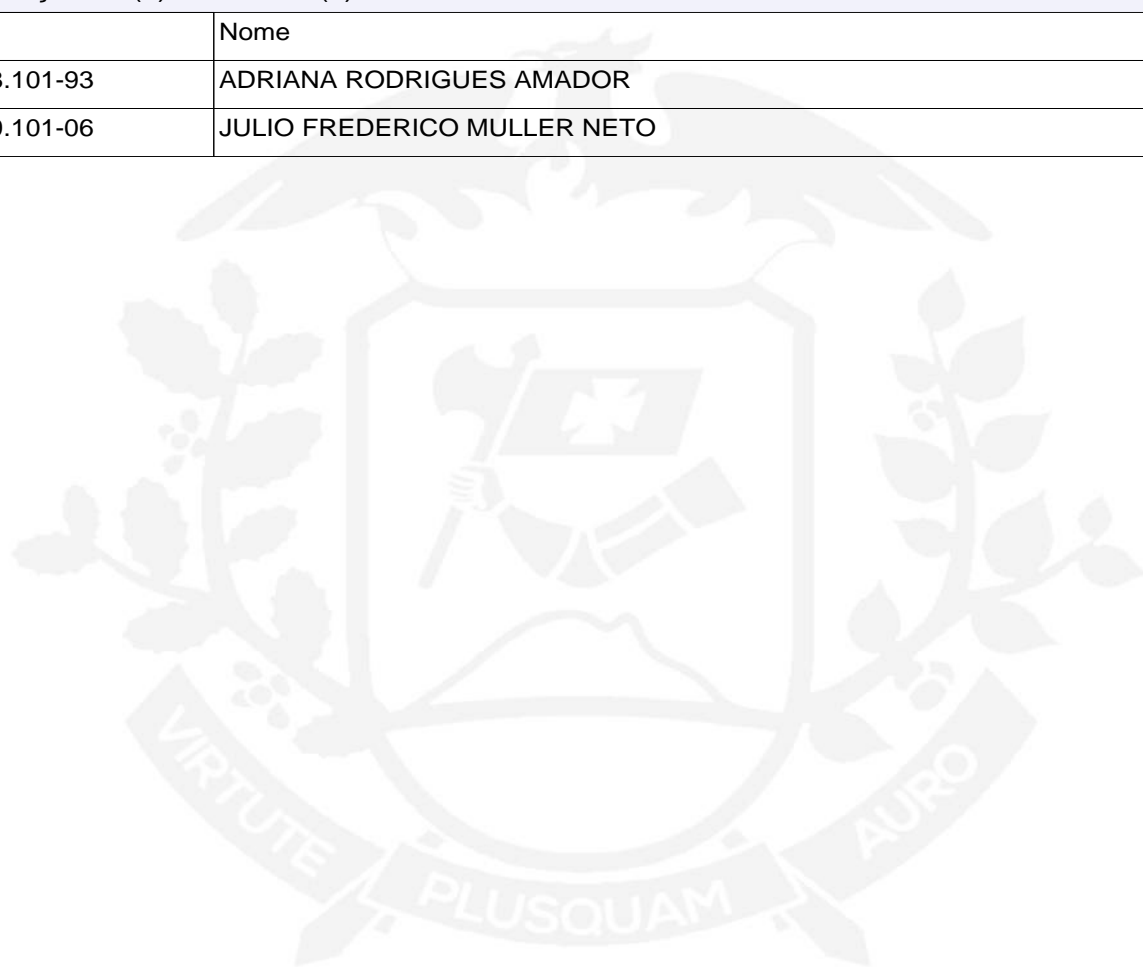 Nome
.101-93 ADRIANA RODRIGUES AMADOR
.101-06 JULIO FREDERICO MULLER NETO
VIRTUTE PLUSQUAM AURO